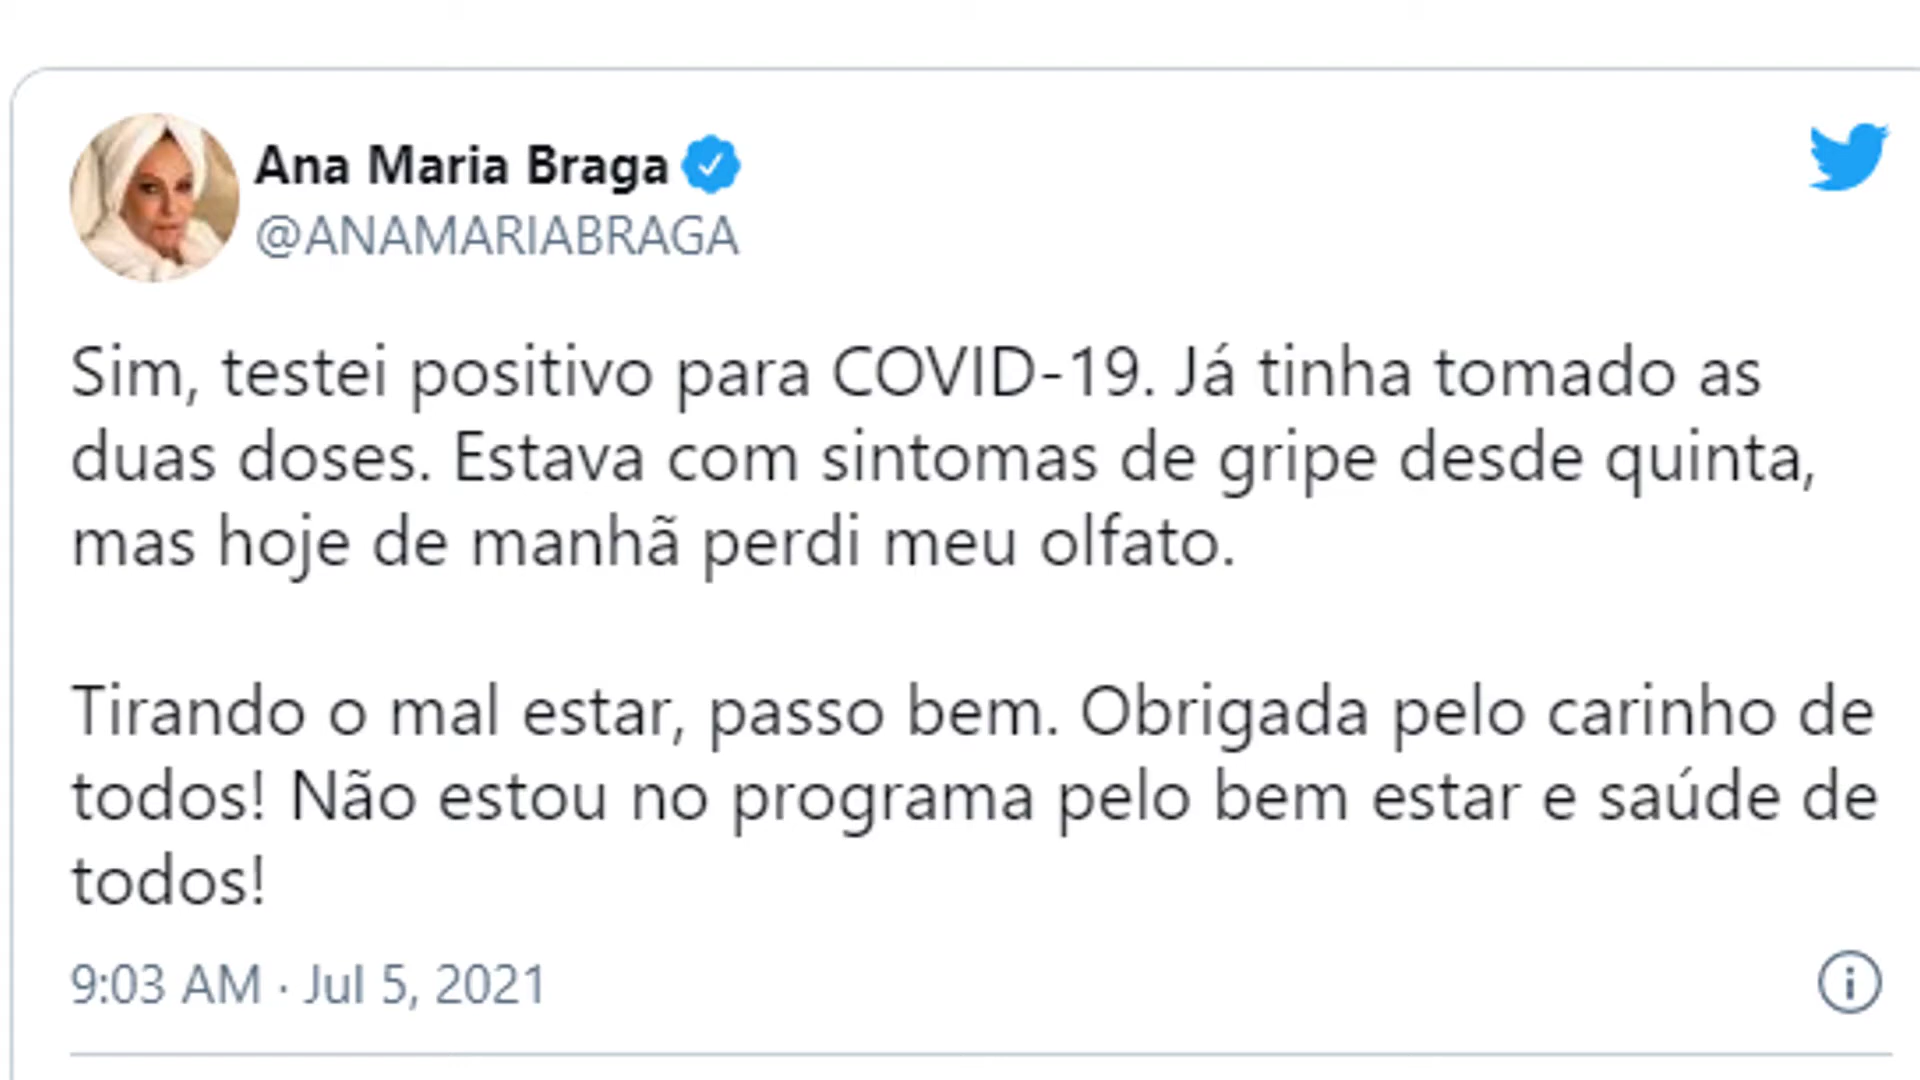 Ana Maria Braga
@ANAMARIABRAGA
Sim, testei positivo para COVID-19. Já tinha tomado as
duas doses. Estava com sintomas de gripe desde quinta,
mas hoje de manhã perdi meu olfato.
Tirando o mal estar, passo bem. Obrigada pelo carinho de
todos! Não estou no programa pelo bem estar e saúde de
todos!
9:03 AM · Jul 5, 2021